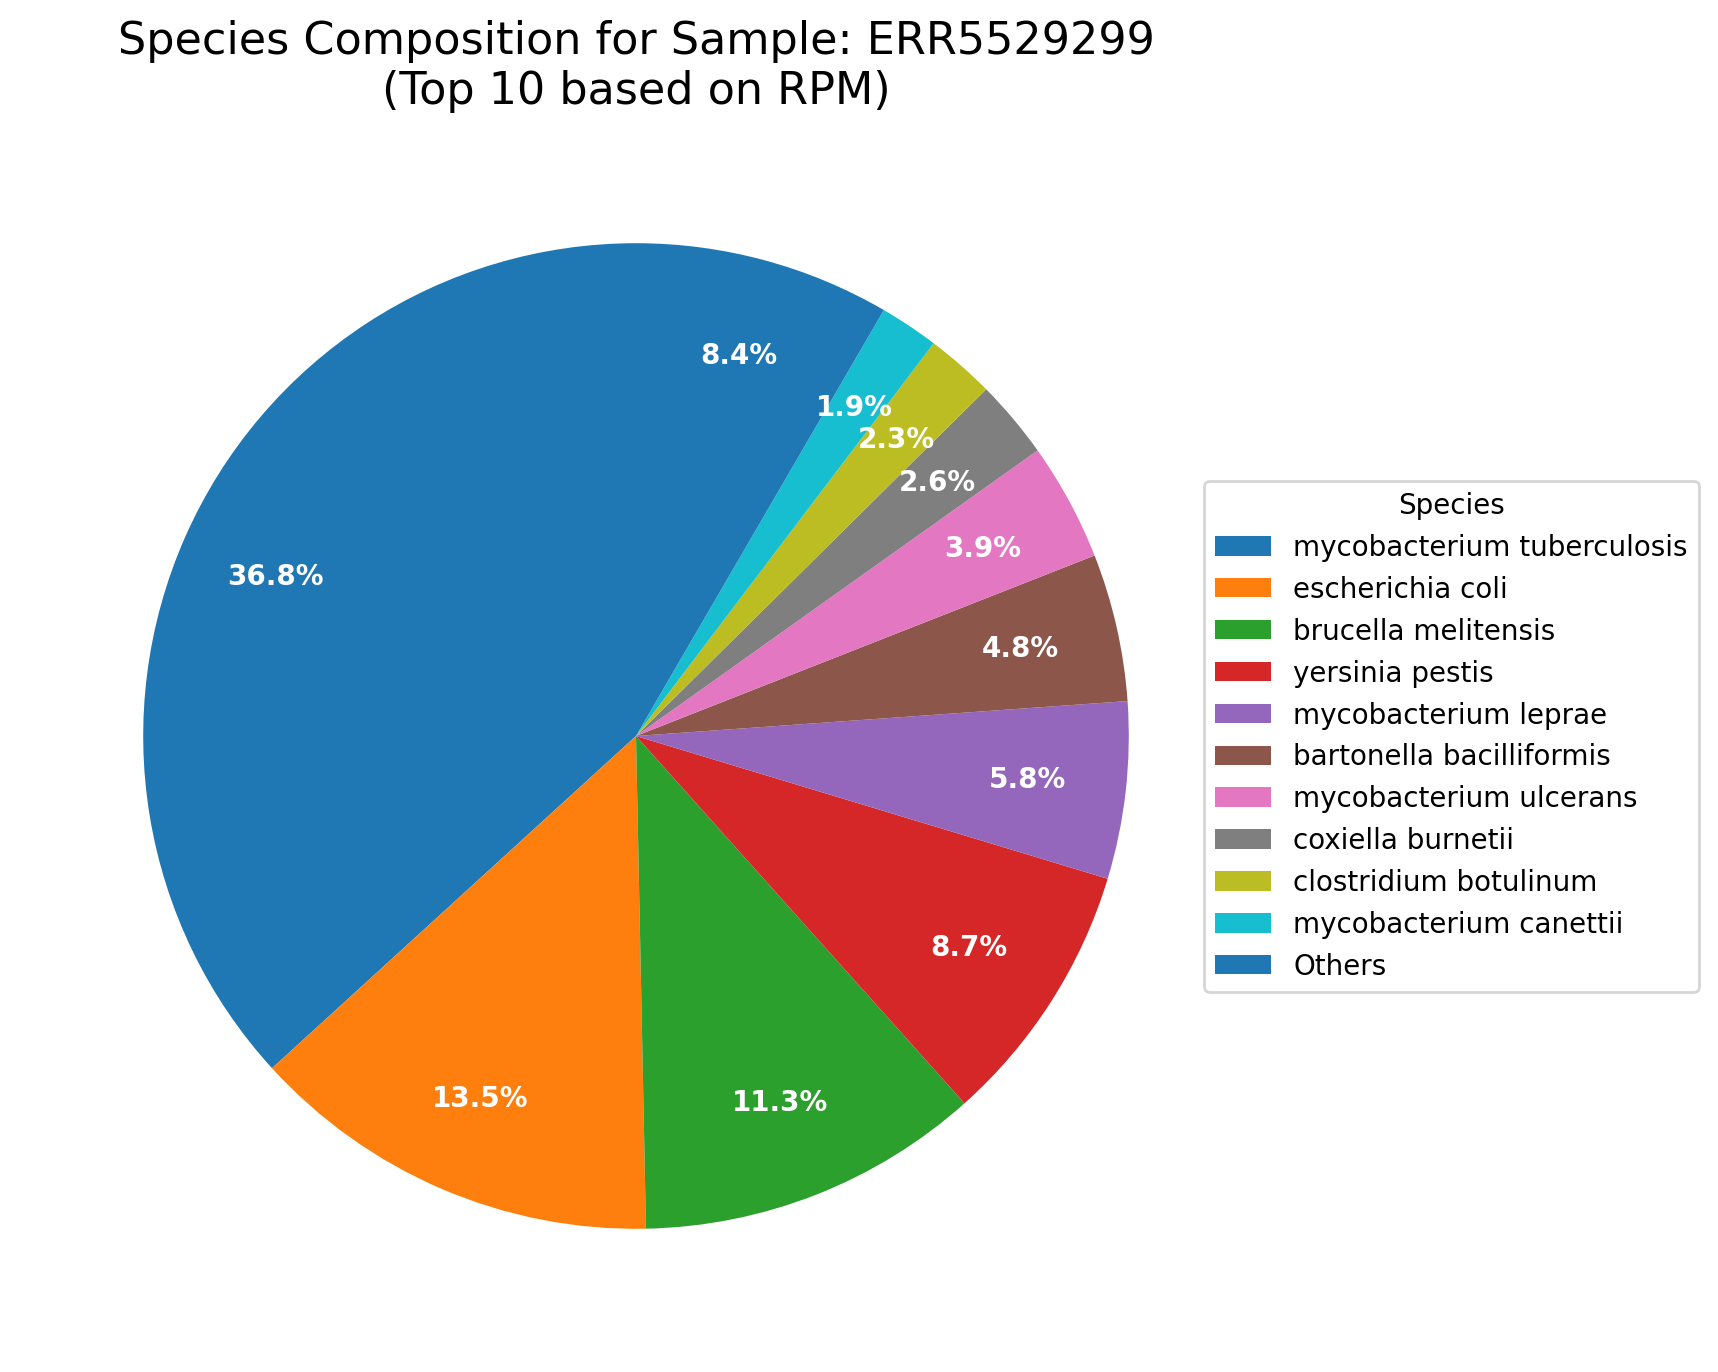 Species Composition for Sample: ERR5529299
(Top 10 based on RPM)
8.4%
1.9%
2.3%
2.6%
3.9%
36.8%
4.8%
5.8%
8.7%
13.5%
11.3%
Species
mycobacterium tuberculosis
escherichia coli
brucella melitensis
yersinia pestis
mycobacterium leprae
bartonella bacilliformis
mycobacterium ulcerans
coxiella burnetii
clostridium botulinum
mycobacterium canettii
Others